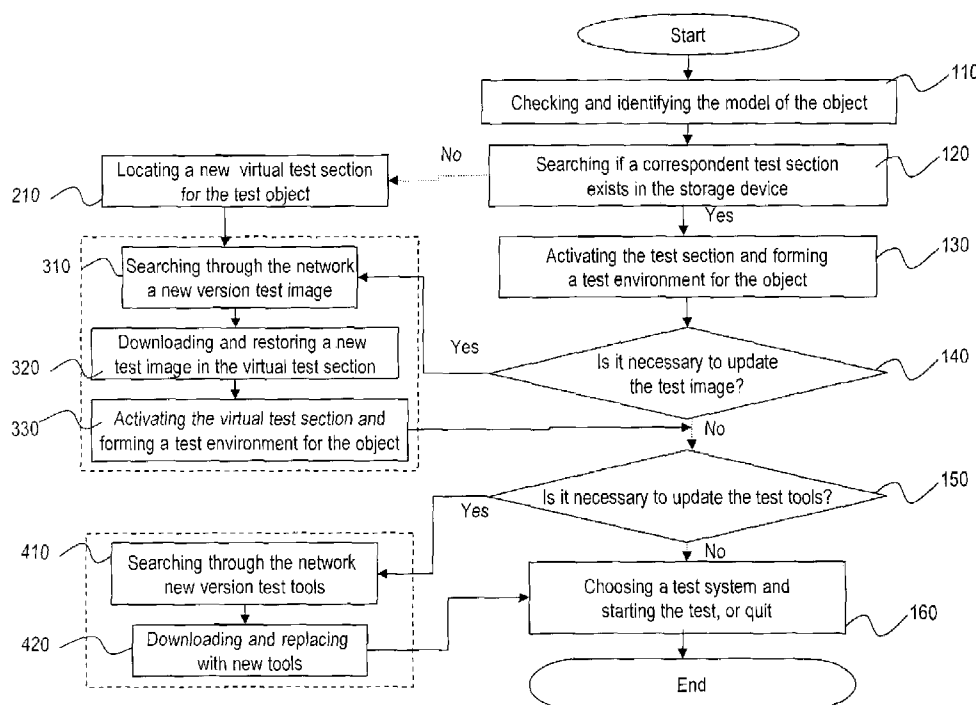 Start
110
Checking and identifying the model of the object
No
120
Searching if a correspondent test section
exists in the storage device
Locating a new virtual test section
for the test object
210
Yes
130
Activating the test section and forming
a test environment for the object
310
Searching through the network
a new version test image
Yes
140
Is it necessary to update
the test image?
320
Downloading and restoring a new
test image in the virtual test section
330
Activating the virtual test section and
forming a test environment for the object
No
150
Is it necessary to update the test tools?
Yes
410
Searching through the network
new version test tools
No
Choosing a test system and
starting the test, or quit
160
420
Downloading and replacing
with new tools
End